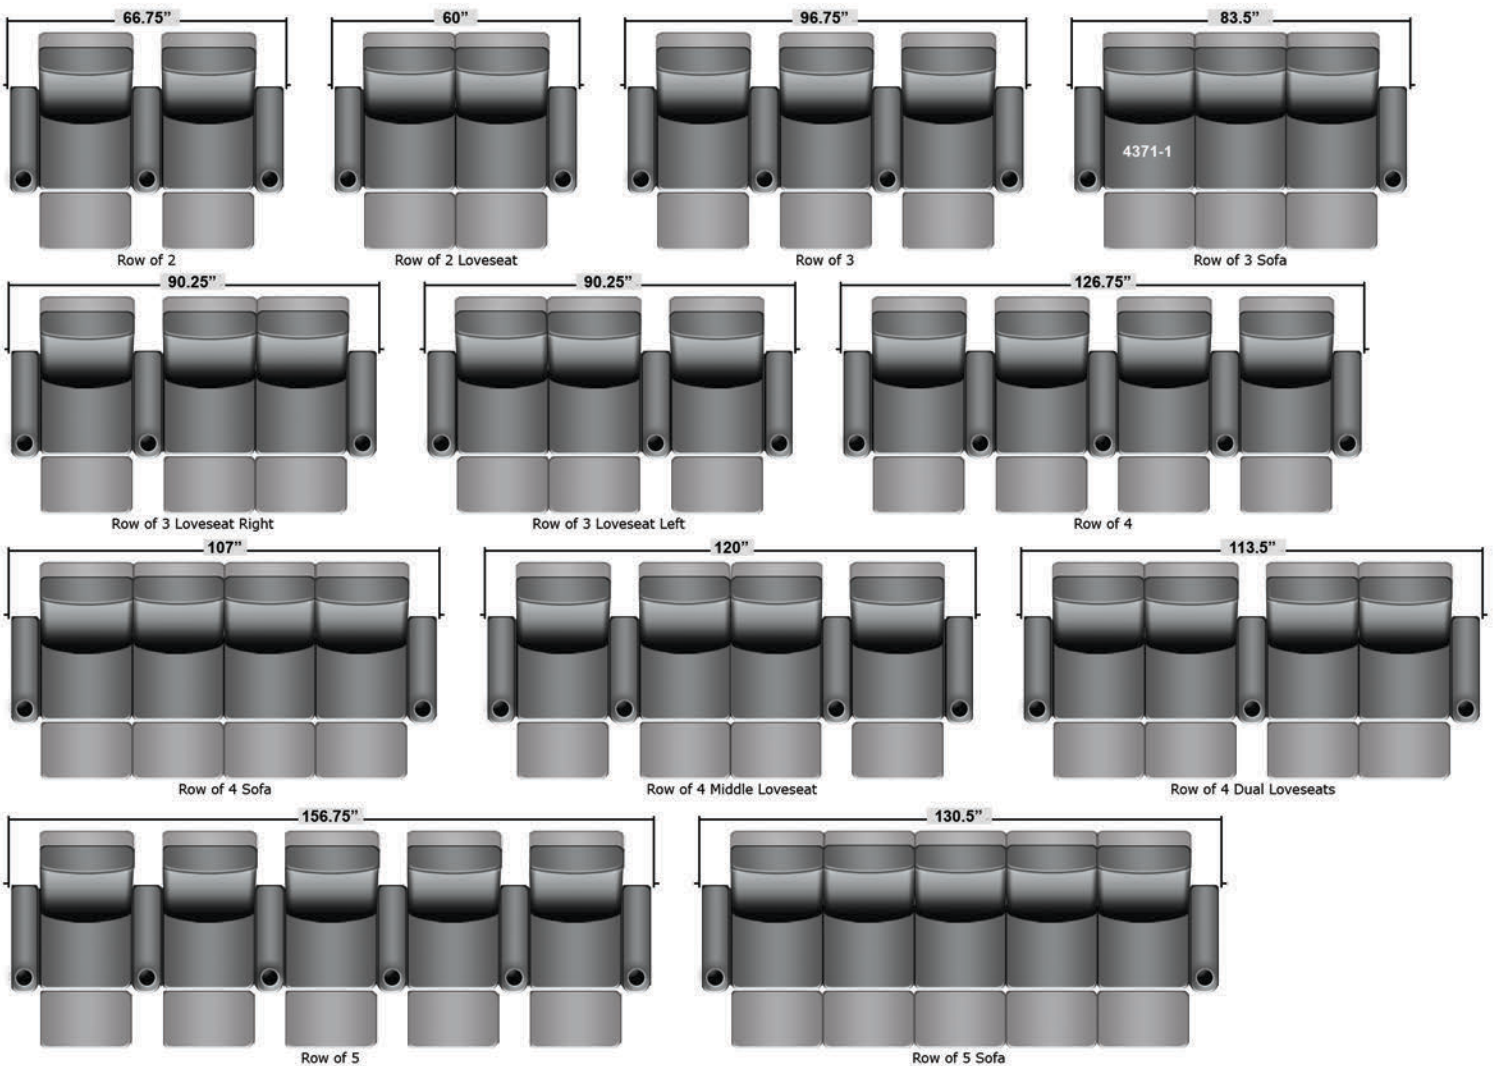 66.75” 60” 96.75” 83.5”
4371-1
Row of 2 Row of 2 Loveseat Row of 3 Row of 3 Sofa
90.25” 90.25” 126.75”
Row of 3 Loveseat Right Row of 3 Loveseat Left Row of 4
107” 120” 113.5”
Row of 4 Sofa Row of 4 Middle Loveseat Row of 4 Dual Loveseats
156.75” 130.5”
Row of 5 Row of 5 Sofa